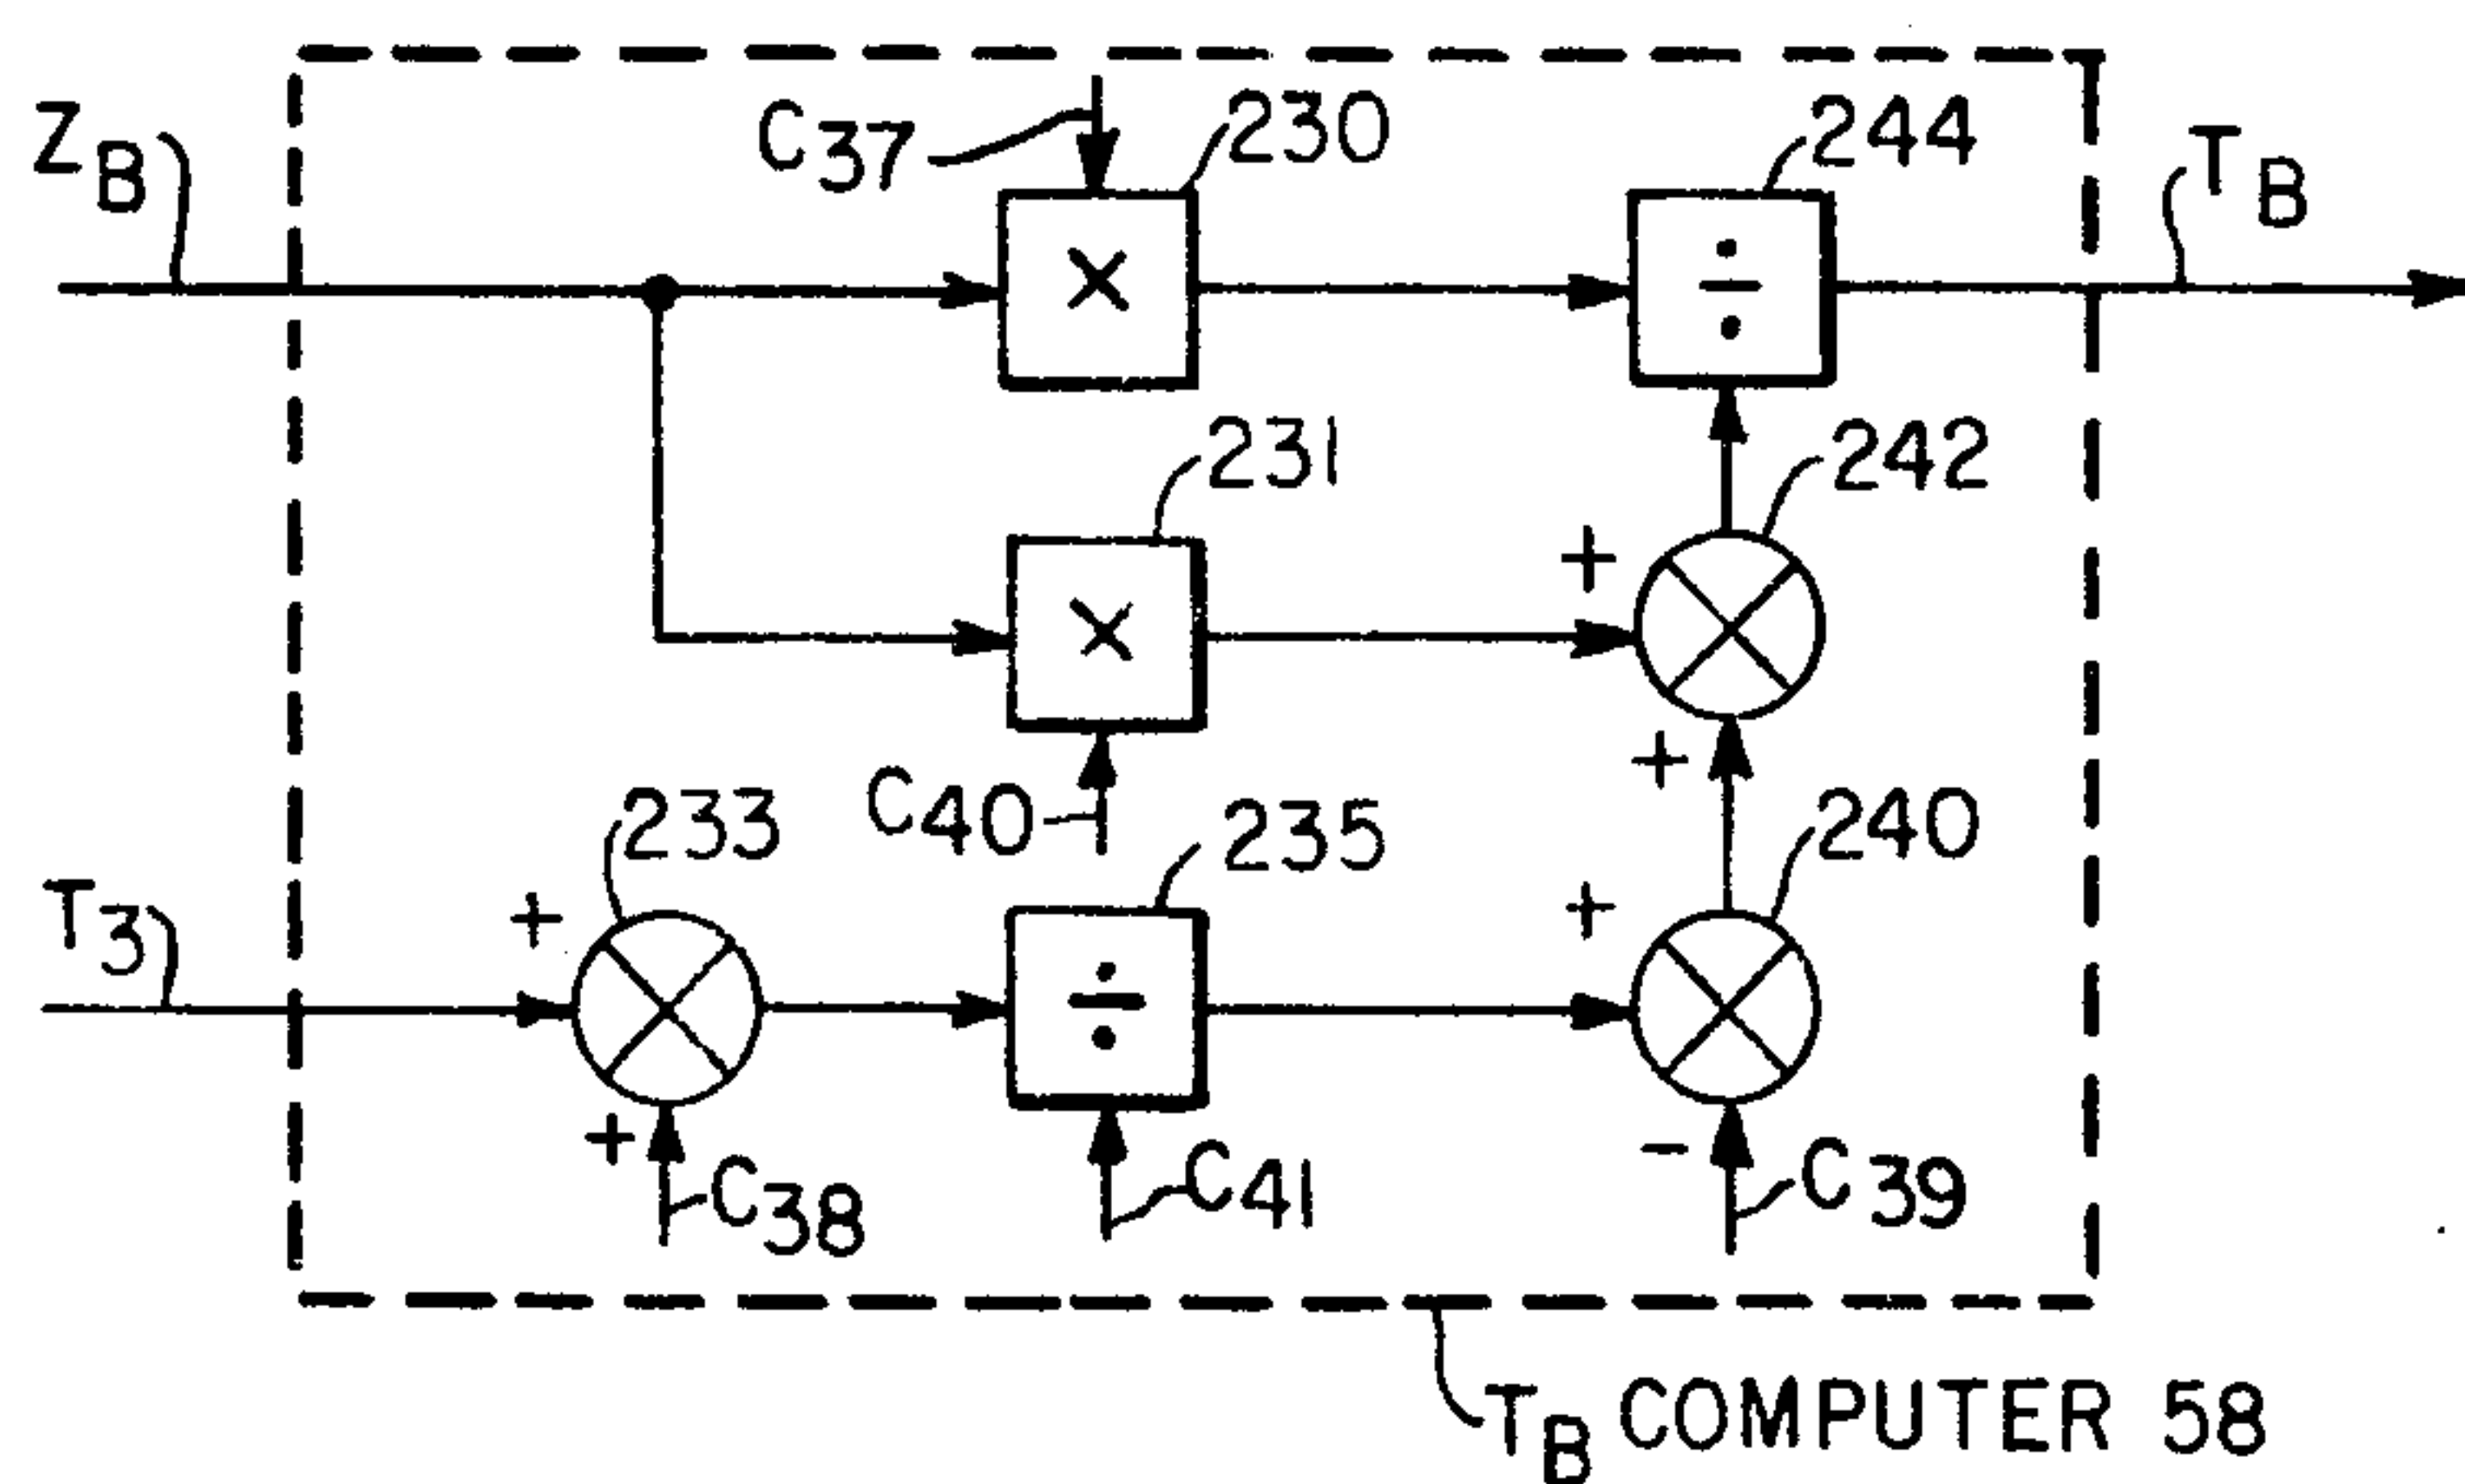 Z_B
C37
230
244
T_B
×
÷
231
242
×
+
+
C40
233
235
240
T3
+
÷
+
+
C38
C41
-
C39
T_B COMPUTER 58